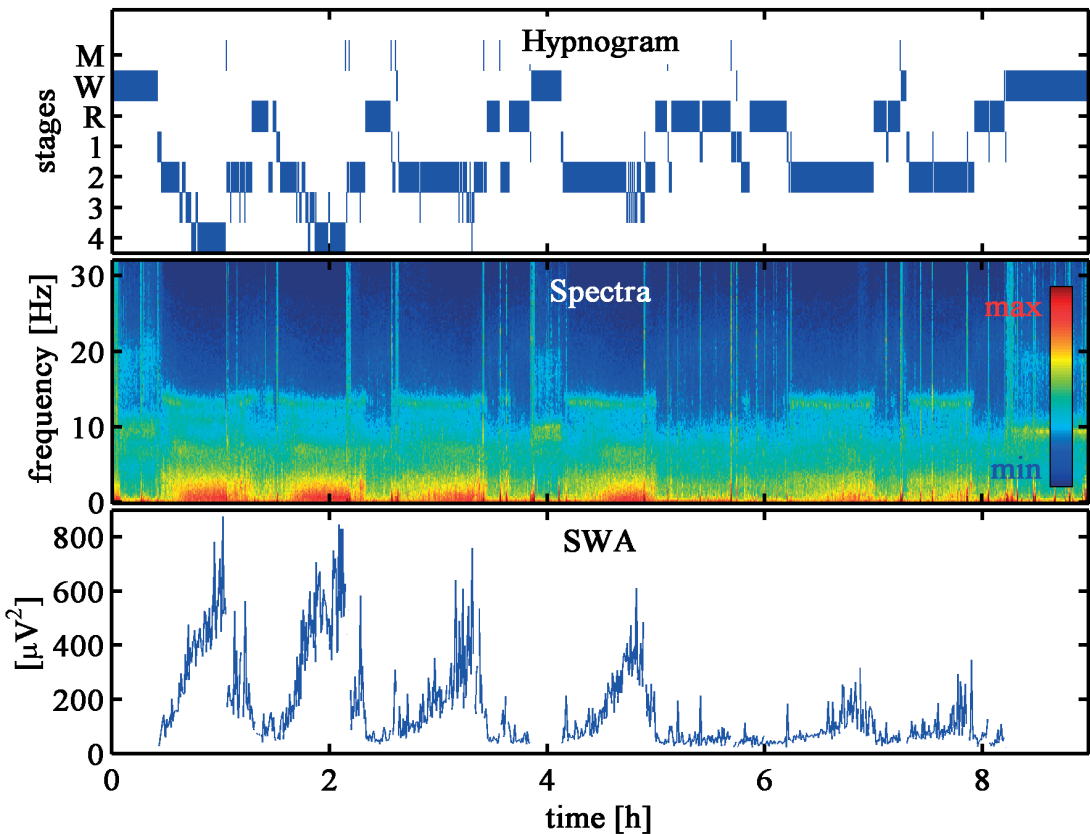 Hypnogram
stages
M
W
R
1
2
3
4
Spectra
frequency [Hz]
30
20
10
0
max
min
SWA
[µV²]
800
600
400
200
0
0 2 4 6 8
time [h]